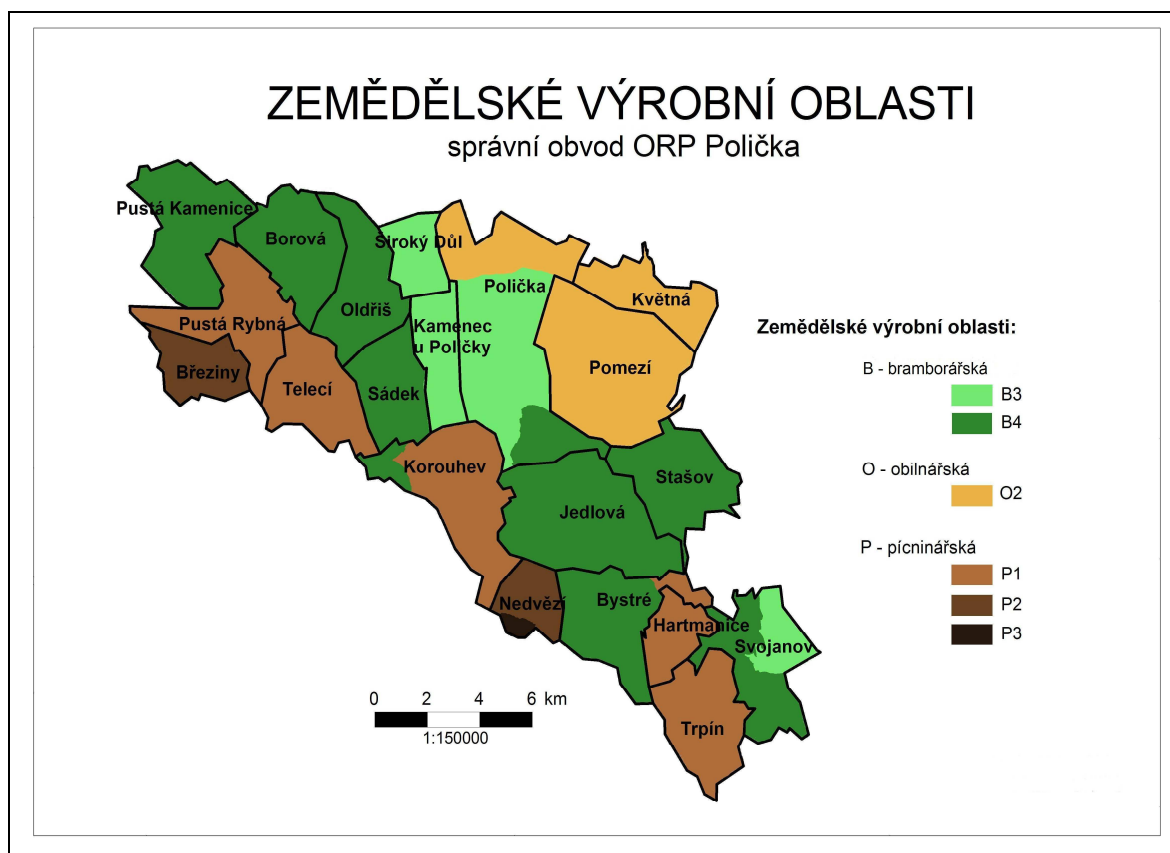 ZEMĚDĚLSKÉ VÝROBNÍ OBLASTI
správní obvod ORP Polička
Pustá Kamenice
Borová
Široký Důl
Oldřiš
Polička
Květná
Pustá Rybná
Kamenec
u Poličky
Březiny
Telecí
Sádek
Pomezí
Korouhev
Stašov
Jedlová
Nedvězí
Bystré
Hartmanice
Svojanov
Trpín
Zemědělské výrobní oblasti:
B - bramborářská
B3
B4
O - obilnářská
O2
P - pícninářská
P1
P2
P3
0 2 4 6 km
1:150000